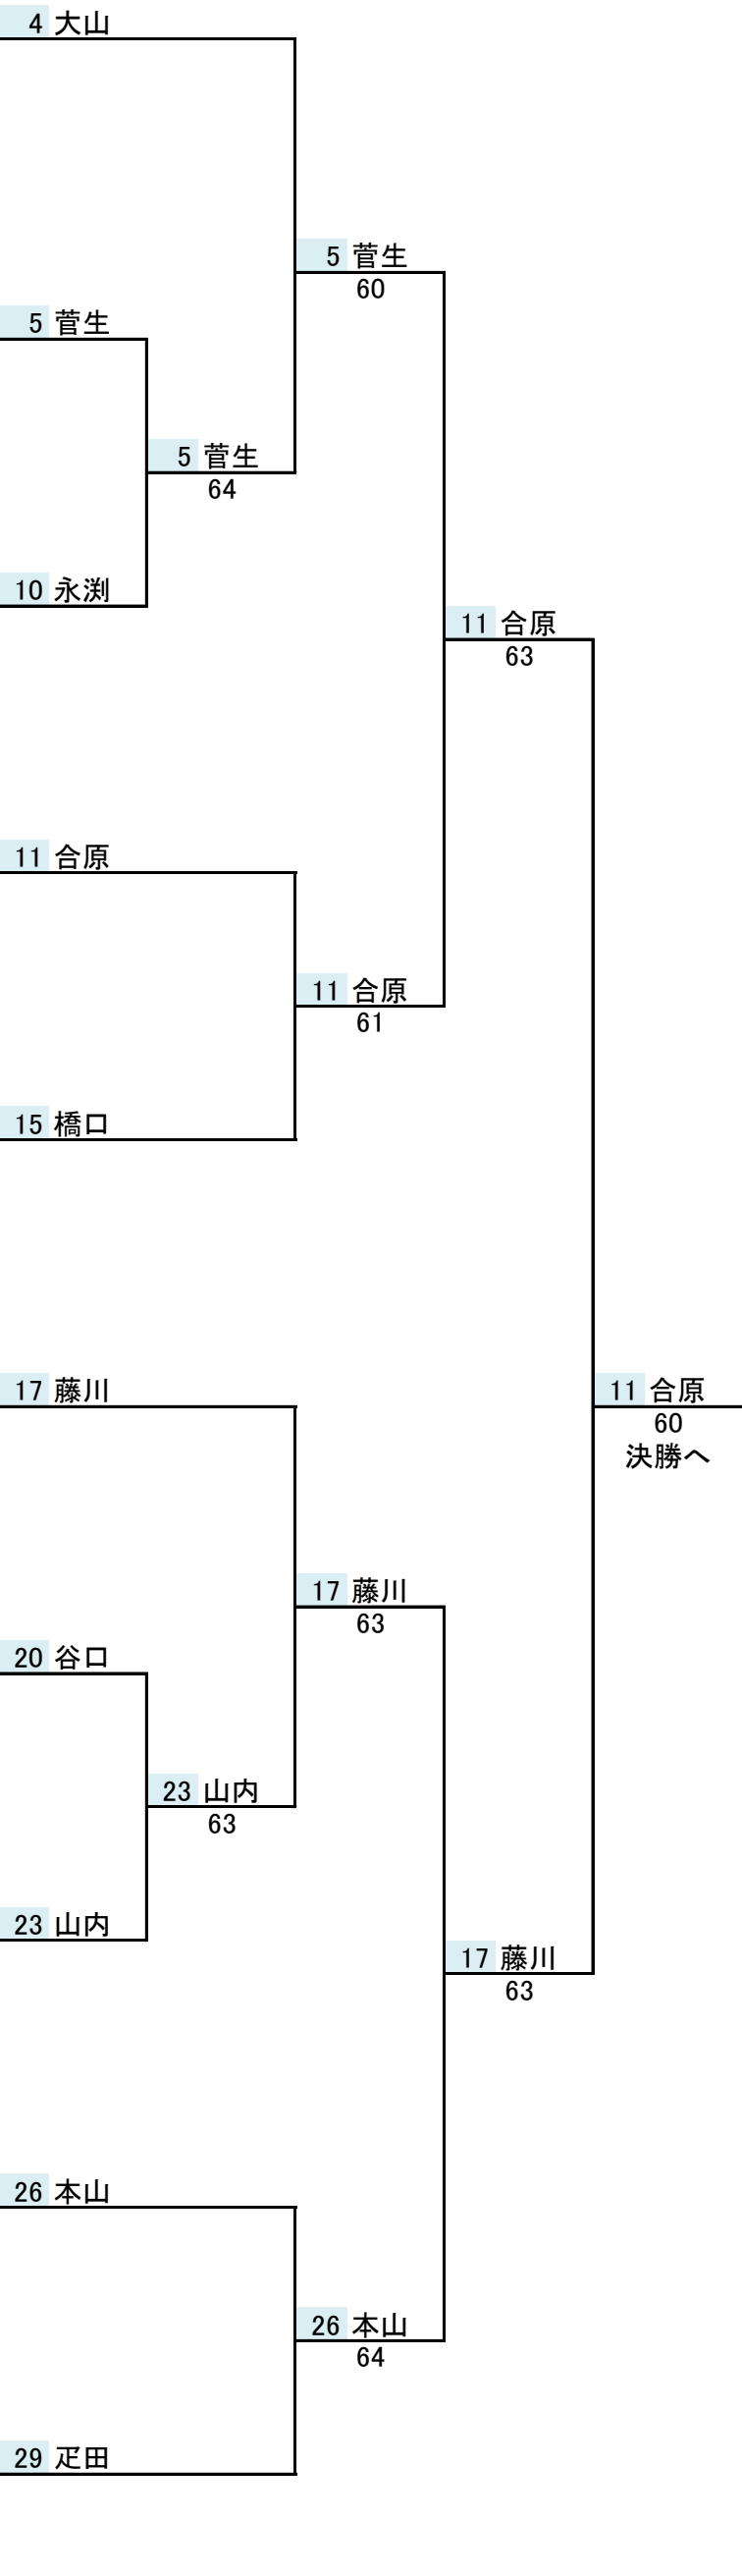 4 大山
5 菅生
60
5 菅生
5 菅生
64
10 永渕
11 合原
63
11 合原
11 合原
61
15 橋口
17 藤川
11 合原
60
決勝へ
17 藤川
63
20 谷口
23 山内
63
23 山内
17 藤川
63
26 本山
26 本山
64
29 疋田